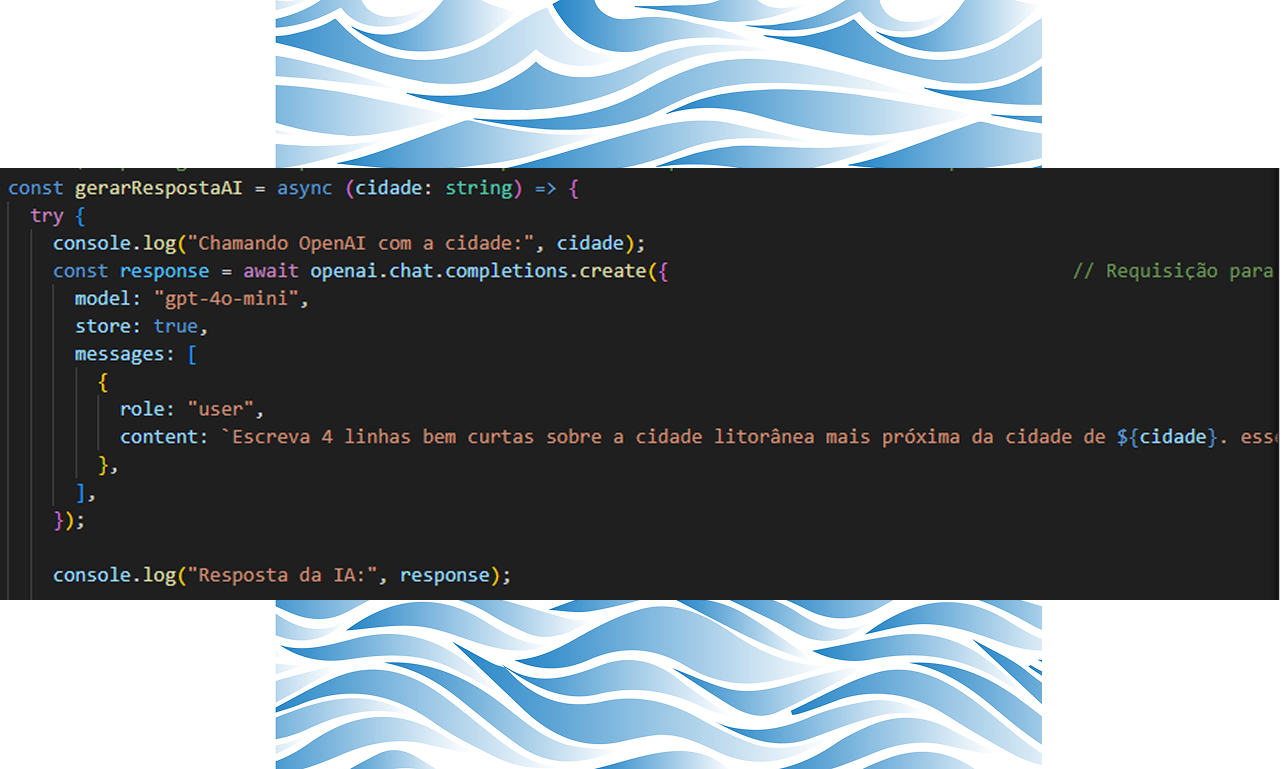 const gerarRespostaAI = async (cidade: string) => {
try {
console.log("Chamando OpenAI com a cidade:", cidade);
const response = await openai.chat.completions.create({ // Requisição para
model: "gpt-4o-mini",
store: true,
messages: [
{
role: "user",
content: `Escreva 4 linhas bem curtas sobre a cidade litorânea mais próxima da cidade de ${cidade}. ess
},
],
});
console.log("Resposta da IA:", response);